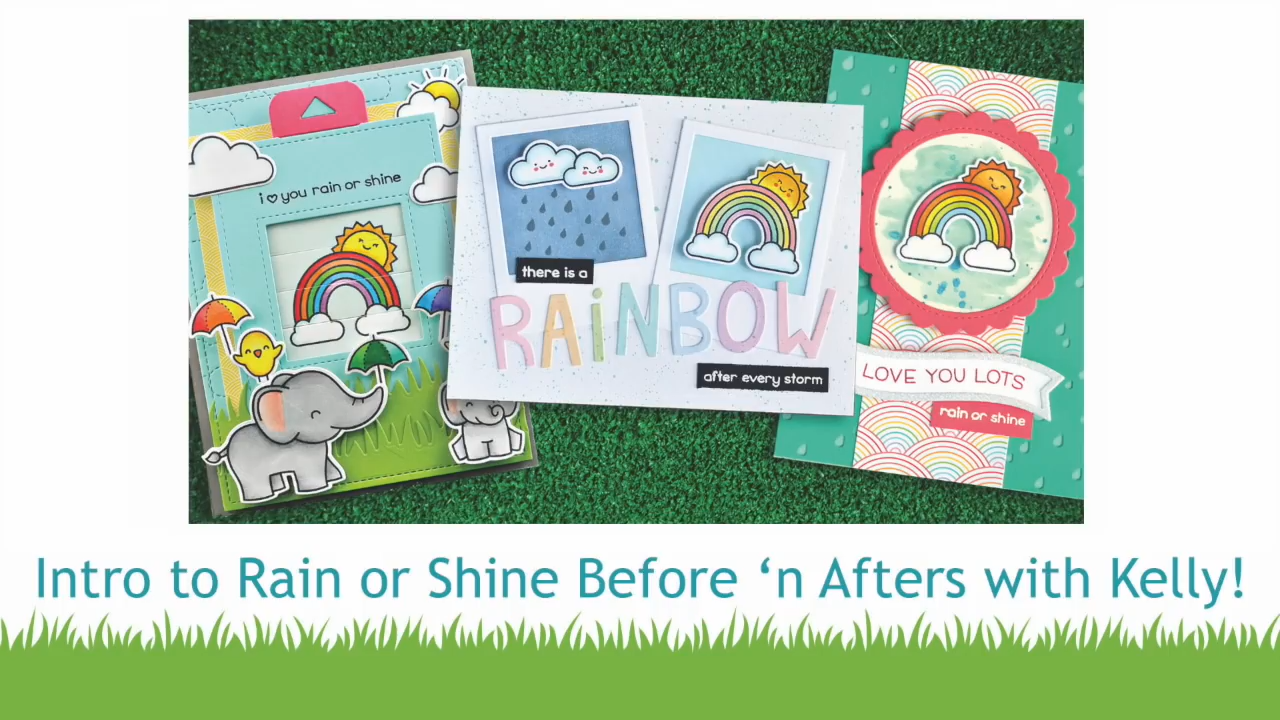 i ♡ you rain or shine
there is a
RAiNBOW
after every storm
LOVE YOU LOTS
rain or shine
Intro to Rain or Shine Before ‘n Afters with Kelly!